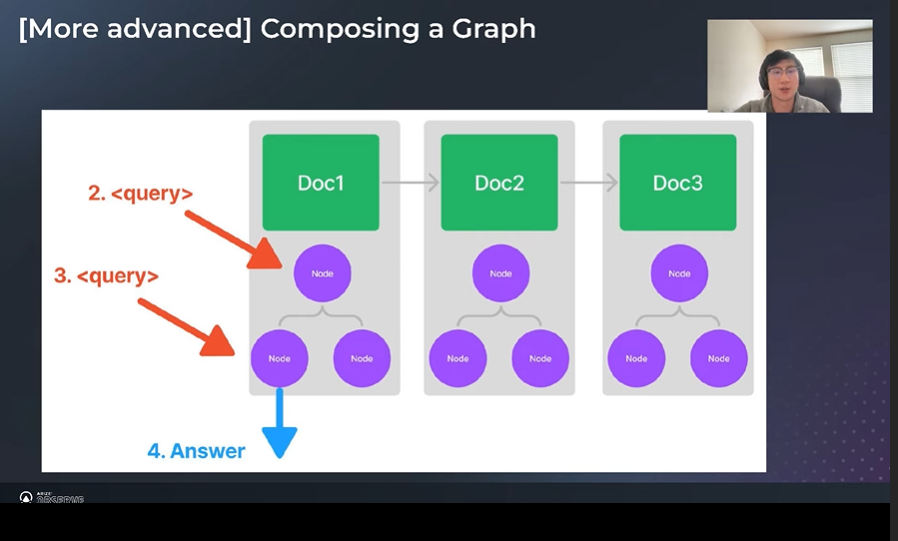 [More advanced] Composing a Graph
Doc1
Doc2
Doc3
2. <query>
Node
Node
Node
3. <query>
Node
Node
Node
Node
Node
Node
4. Answer
ARIZE
OBSERVE